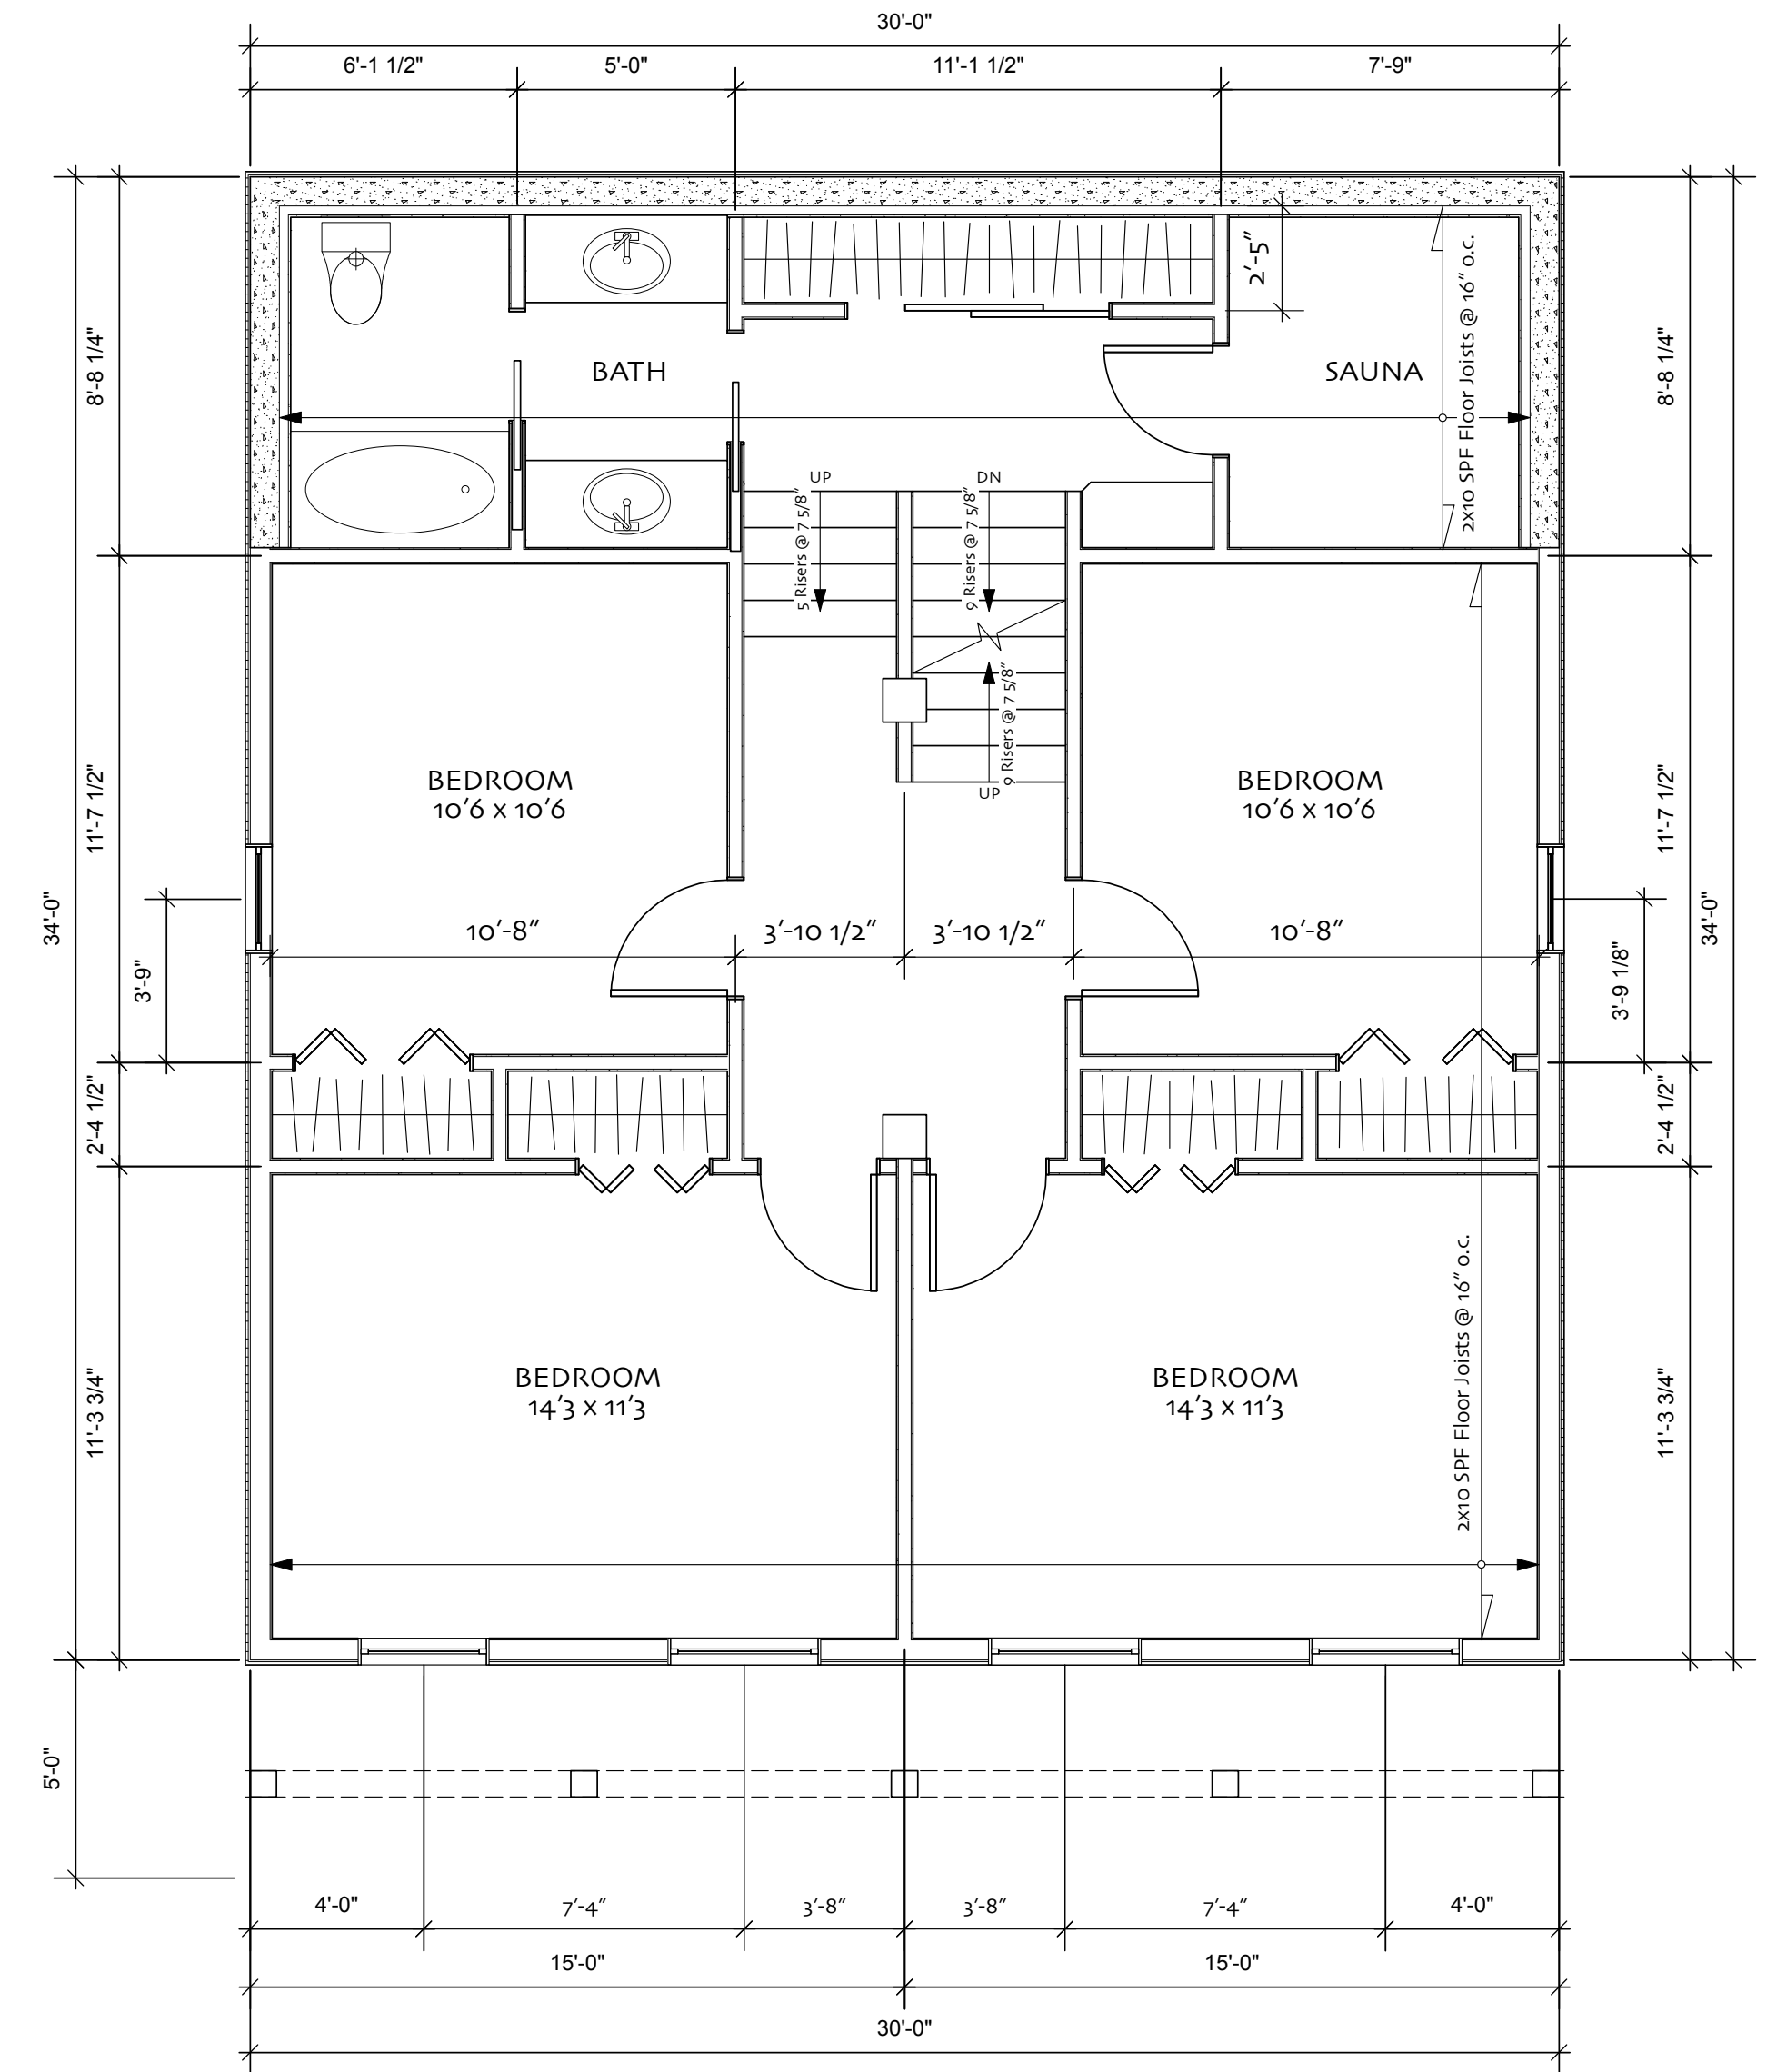 30'-0"
6'-1 1/2"
5'-0"
11'-1 1/2"
7'-9"
8'-8 1/4"
2'-5"
2x10 SPF Floor Joists @ 16" o.c.
8'-8 1/4"
BATH
SAUNA
UP
DN
5 Risers @ 7 5/8"
9 Risers @ 7 5/8"
9 Risers @ 7 5/8"
UP
BEDROOM
10'6 x 10'6
BEDROOM
10'6 x 10'6
11'-7 1/2"
11'-7 1/2"
34'-0"
34'-0"
10'-8"
3'-10 1/2"
3'-10 1/2"
10'-8"
3'-9"
3'-9 1/8"
2'-4 1/2"
2'-4 1/2"
BEDROOM
14'3 x 11'3
BEDROOM
14'3 x 11'3
2x10 SPF Floor Joists @ 16" o.c.
11'-3 3/4"
11'-3 3/4"
5'-0"
4'-0"
7'-4"
3'-8"
3'-8"
7'-4"
4'-0"
15'-0"
15'-0"
30'-0"